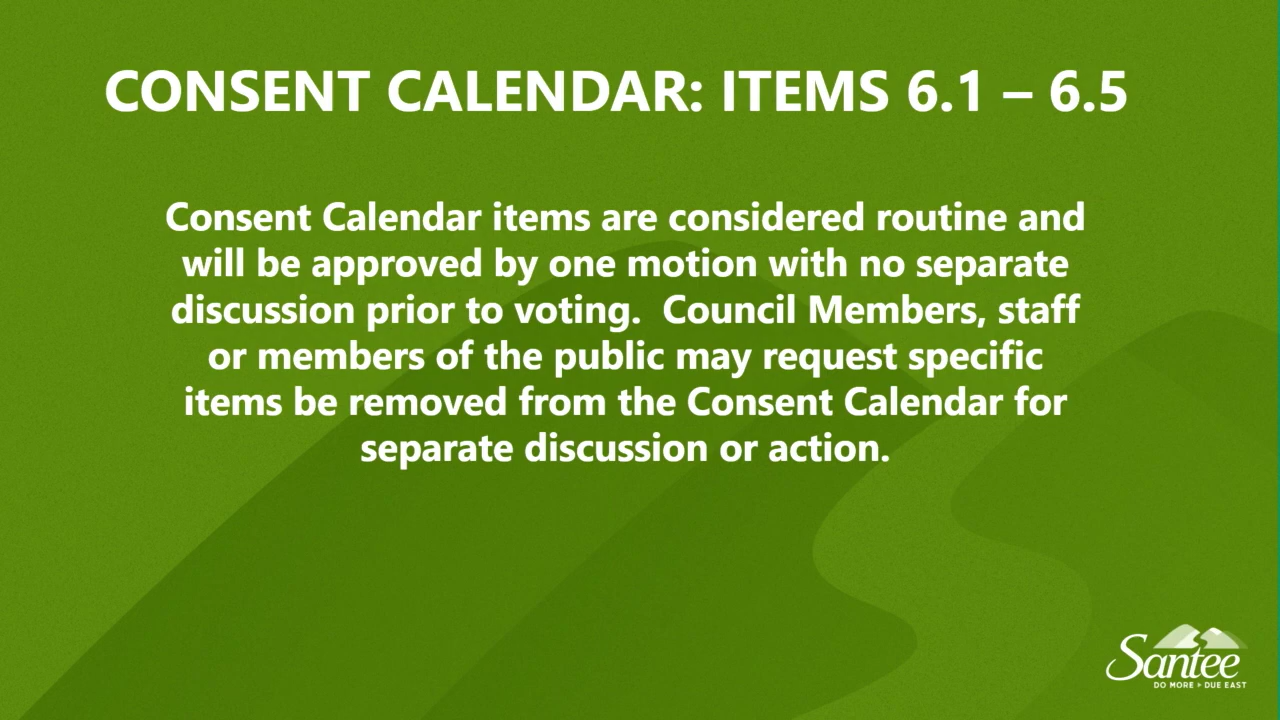 CONSENT CALENDAR: ITEMS 6.1 – 6.5
Consent Calendar items are considered routine and
will be approved by one motion with no separate
discussion prior to voting.  Council Members, staff
or members of the public may request specific
items be removed from the Consent Calendar for
separate discussion or action.
Santee
DO MORE ▸ DUE EAST